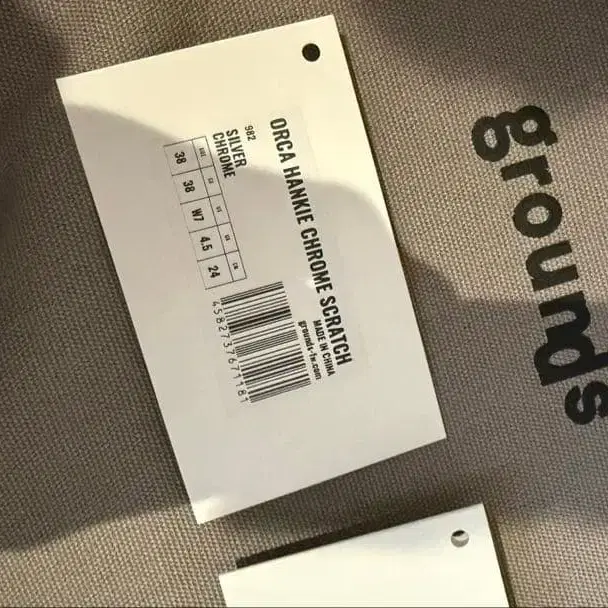 ORCA HANKIE CHROME SCRATCH
982
SILVER
CHROME
38 38 W7 4.5 24
MADE IN CHINA
grounds-fw.com
4582737677181
grounds